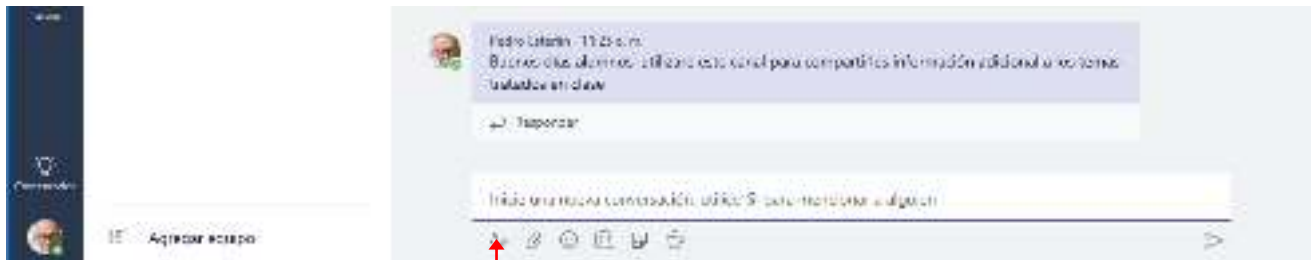 Pedro 11:25 a. m.
Buenos días alumnos, utilizaré este canal para compartirles información adicional a los temas
tratados en clase
Responder
Inicie una nueva conversación, utilice @ para mencionar a alguien
Agregar equipo